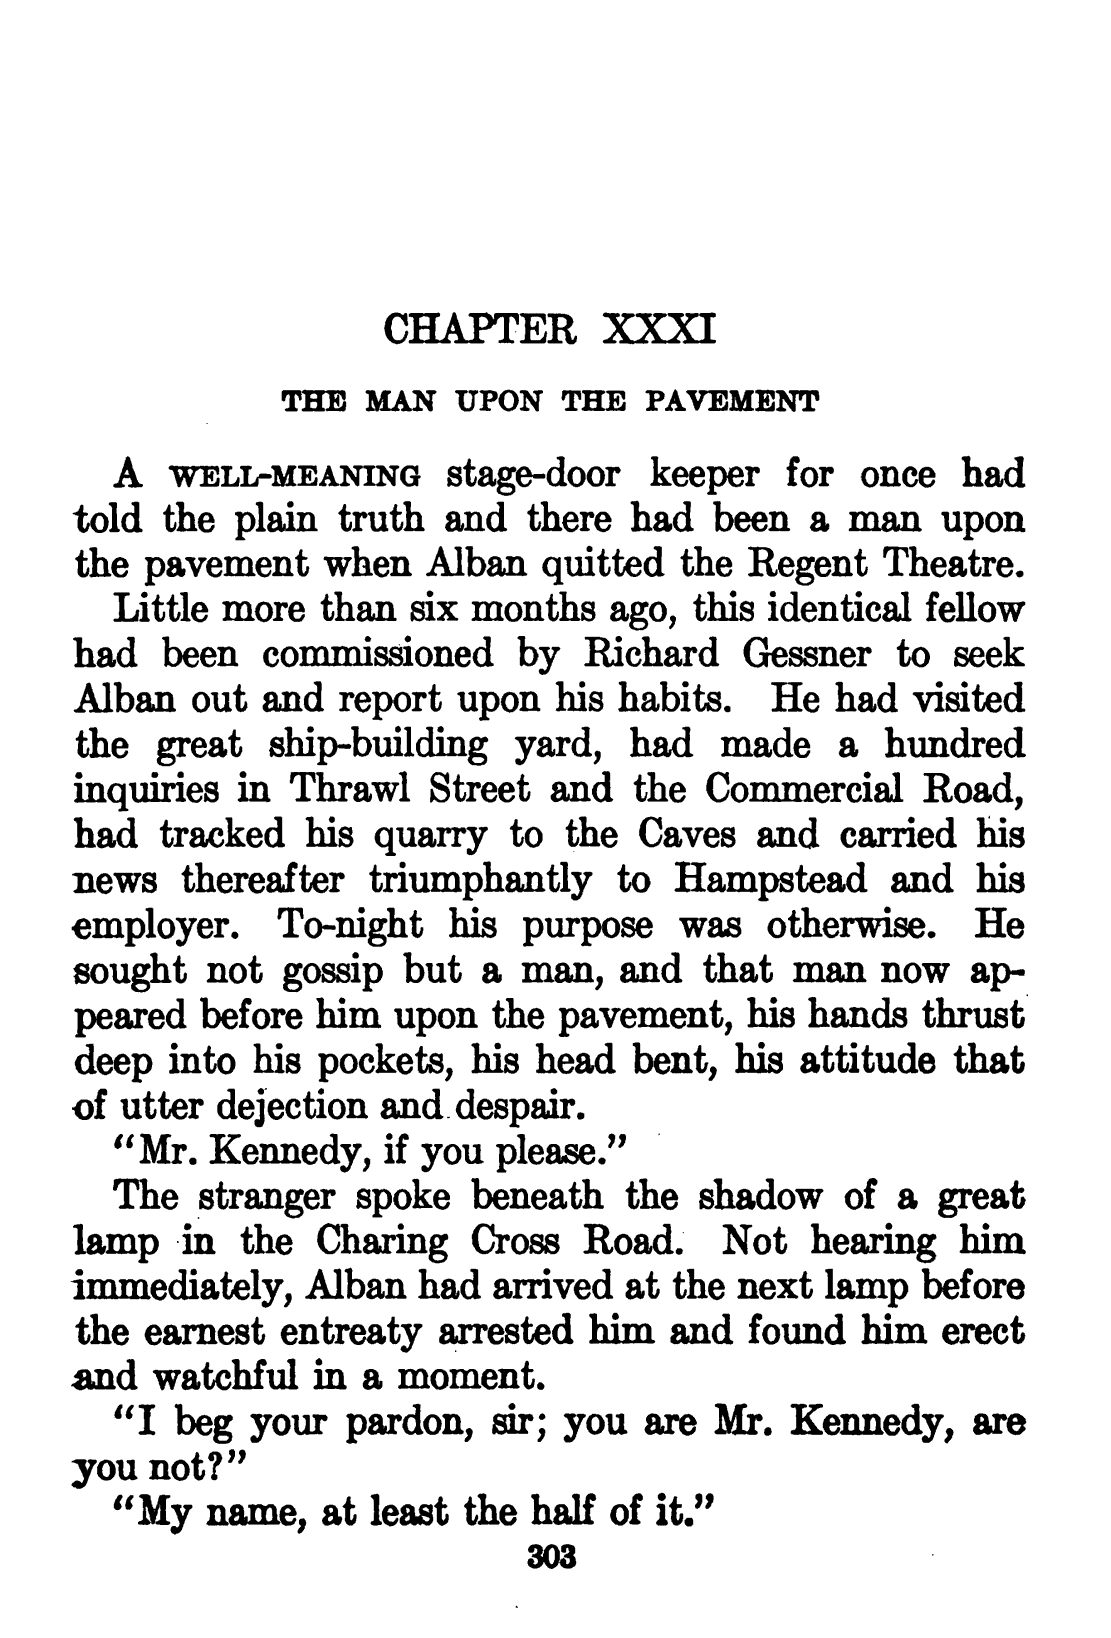 CHAPTER XXXI
THE MAN UPON THE PAVEMENT
A WELL-MEANING stage-door keeper for once had
told the plain truth and there had been a man upon
the pavement when Alban quitted the Regent Theatre.
Little more than six months ago, this identical fellow
had been commissioned by Richard Gessner to seek
Alban out and report upon his habits. He had visited
the great ship-building yard, had made a hundred
inquiries in Thrawl Street and the Commercial Road,
had tracked his quarry to the Caves and carried his
news thereafter triumphantly to Hampstead and his
employer. To-night his purpose was otherwise. He
sought not gossip but a man, and that man now ap-
peared before him upon the pavement, his hands thrust
deep into his pockets, his head bent, his attitude that
of utter dejection and despair.
"Mr. Kennedy, if you please."
The stranger spoke beneath the shadow of a great
lamp in the Charing Cross Road. Not hearing him
immediately, Alban had arrived at the next lamp before
the earnest entreaty arrested him and found him erect
and watchful in a moment.
"I beg your pardon, sir; you are Mr. Kennedy, are
you not?"
"My name, at least the half of it."
303